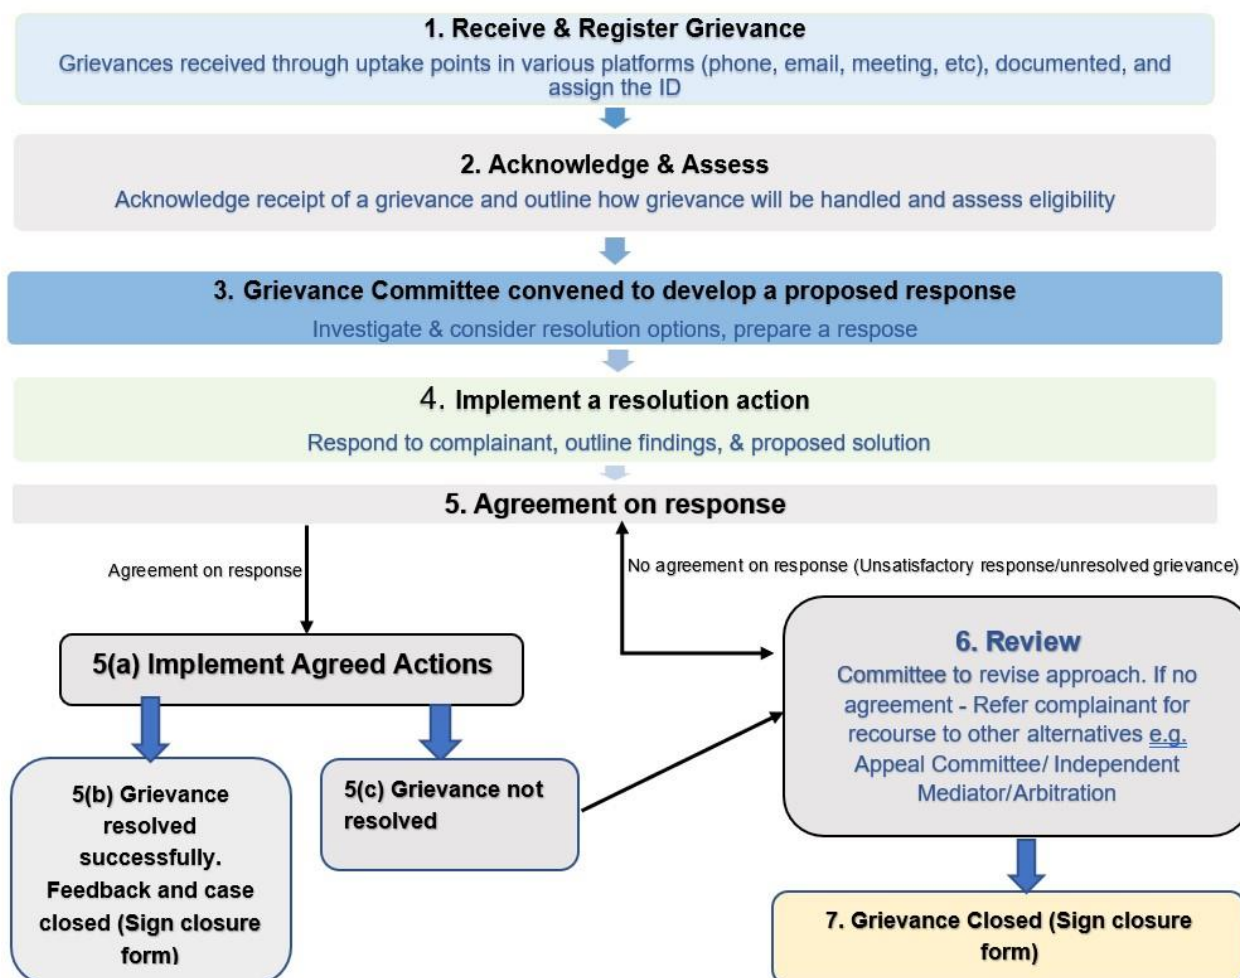 1. Receive & Register Grievance
Grievances received through uptake points in various platforms (phone, email, meeting, etc), documented, and
assign the ID
2. Acknowledge & Assess
Acknowledge receipt of a grievance and outline how grievance will be handled and assess eligibility
3. Grievance Committee convened to develop a proposed response
Investigate & consider resolution options, prepare a respose
4. Implement a resolution action
Respond to complainant, outline findings, & proposed solution
5. Agreement on response
Agreement on response
No agreement on response (Unsatisfactory response/unresolved grievance)
5(a) Implement Agreed Actions
5(b) Grievance
resolved
successfully.
Feedback and case
closed (Sign closure
form)
5(c) Grievance not
resolved
6. Review
Committee to revise approach. If no
agreement - Refer complainant for
recourse to other alternatives e.g.
Appeal Committee/ Independent
Mediator/Arbitration
7. Grievance Closed (Sign closure
form)